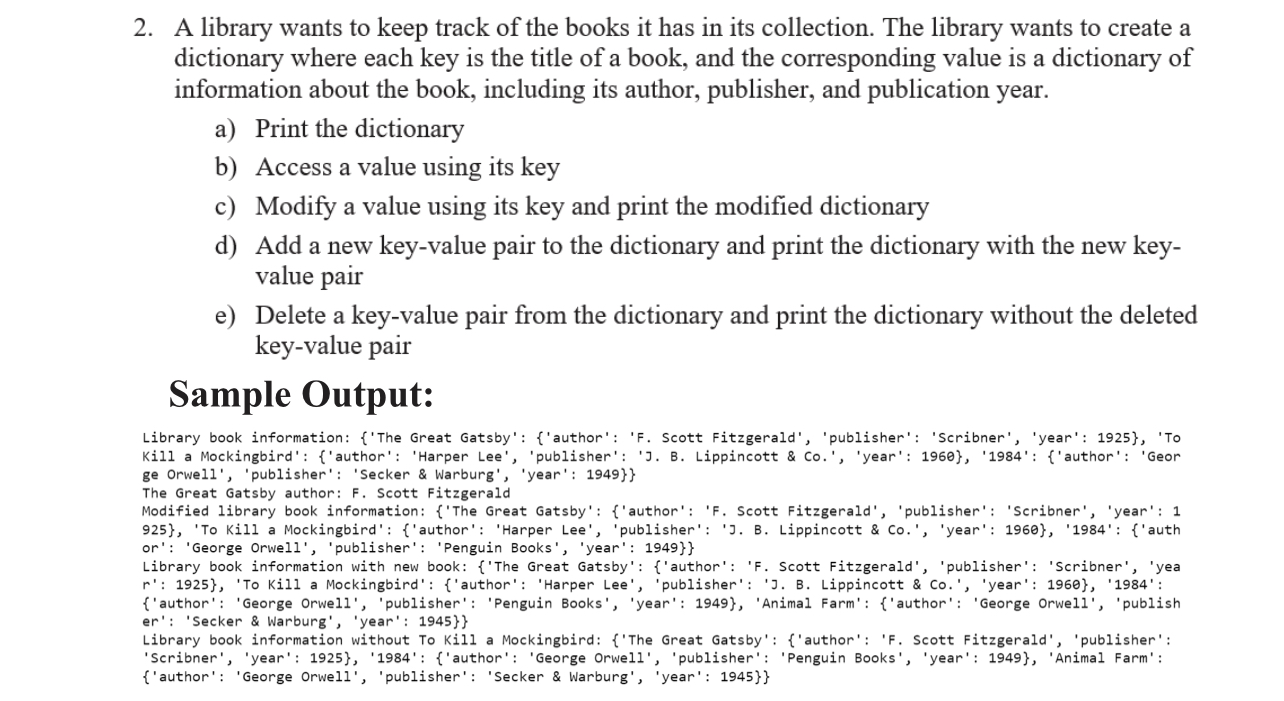 2. A library wants to keep track of the books it has in its collection. The library wants to create a
dictionary where each key is the title of a book, and the corresponding value is a dictionary of
information about the book, including its author, publisher, and publication year.
a) Print the dictionary
b) Access a value using its key
c) Modify a value using its key and print the modified dictionary
d) Add a new key-value pair to the dictionary and print the dictionary with the new key-
value pair
e) Delete a key-value pair from the dictionary and print the dictionary without the deleted
key-value pair
Sample Output:
Library book information: {'The Great Gatsby': {'author': 'F. Scott Fitzgerald', 'publisher': 'Scribner', 'year': 1925}, 'To
Kill a Mockingbird': {'author': 'Harper Lee', 'publisher': 'J. B. Lippincott & Co.', 'year': 1960}, '1984': {'author': 'Geor
ge Orwell', 'publisher': 'Secker & Warburg', 'year': 1949}}
The Great Gatsby author: F. Scott Fitzgerald
Modified library book information: {'The Great Gatsby': {'author': 'F. Scott Fitzgerald', 'publisher': 'Scribner', 'year': 1
925}, 'To Kill a Mockingbird': {'author': 'Harper Lee', 'publisher': 'J. B. Lippincott & Co.', 'year': 1960}, '1984': {'auth
or': 'George Orwell', 'publisher': 'Penguin Books', 'year': 1949}}
Library book information with new book: {'The Great Gatsby': {'author': 'F. Scott Fitzgerald', 'publisher': 'Scribner', 'yea
r': 1925}, 'To Kill a Mockingbird': {'author': 'Harper Lee', 'publisher': 'J. B. Lippincott & Co.', 'year': 1960}, '1984':
{'author': 'George Orwell', 'publisher': 'Penguin Books', 'year': 1949}, 'Animal Farm': {'author': 'George Orwell', 'publish
er': 'Secker & Warburg', 'year': 1945}}
Library book information without To Kill a Mockingbird: {'The Great Gatsby': {'author': 'F. Scott Fitzgerald', 'publisher':
'Scribner', 'year': 1925}, '1984': {'author': 'George Orwell', 'publisher': 'Penguin Books', 'year': 1949}, 'Animal Farm':
{'author': 'George Orwell', 'publisher': 'Secker & Warburg', 'year': 1945}}